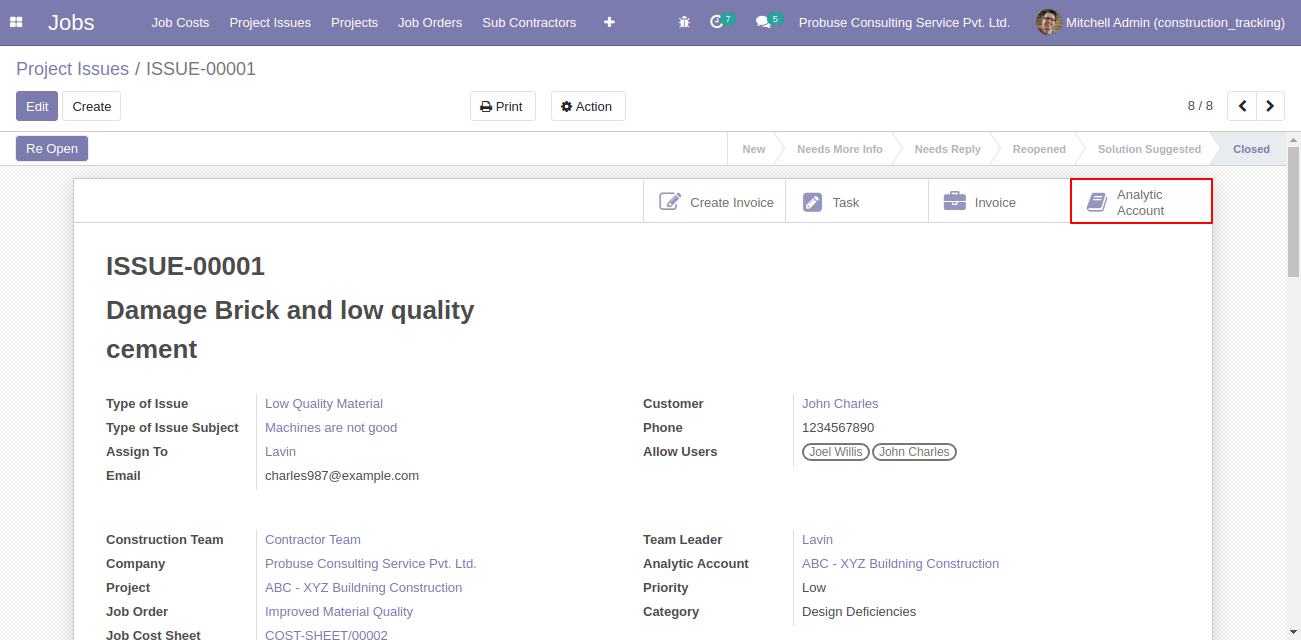 Jobs Job Costs Project Issues Projects Job Orders Sub Contractors 7 5 Probuse Consulting Service Pvt. Ltd. Mitchell Admin (construction_tracking)
Project Issues / ISSUE-00001
Edit Create Print Action 8 / 8
Re Open New Needs More Info Needs Reply Reopened Solution Suggested Closed
Create Invoice Task Invoice Analytic
Account
ISSUE-00001
Damage Brick and low quality
cement
Type of Issue Low Quality Material Customer John Charles
Type of Issue Subject Machines are not good Phone 1234567890
Assign To Lavin Allow Users Joel Willis John Charles
Email charles987@example.com
Construction Team Contractor Team Team Leader Lavin
Company Probuse Consulting Service Pvt. Ltd. Analytic Account ABC - XYZ Buildning Construction
Project ABC - XYZ Buildning Construction Priority Low
Job Order Improved Material Quality Category Design Deficiencies
Job Cost Sheet COST-SHEET/00002